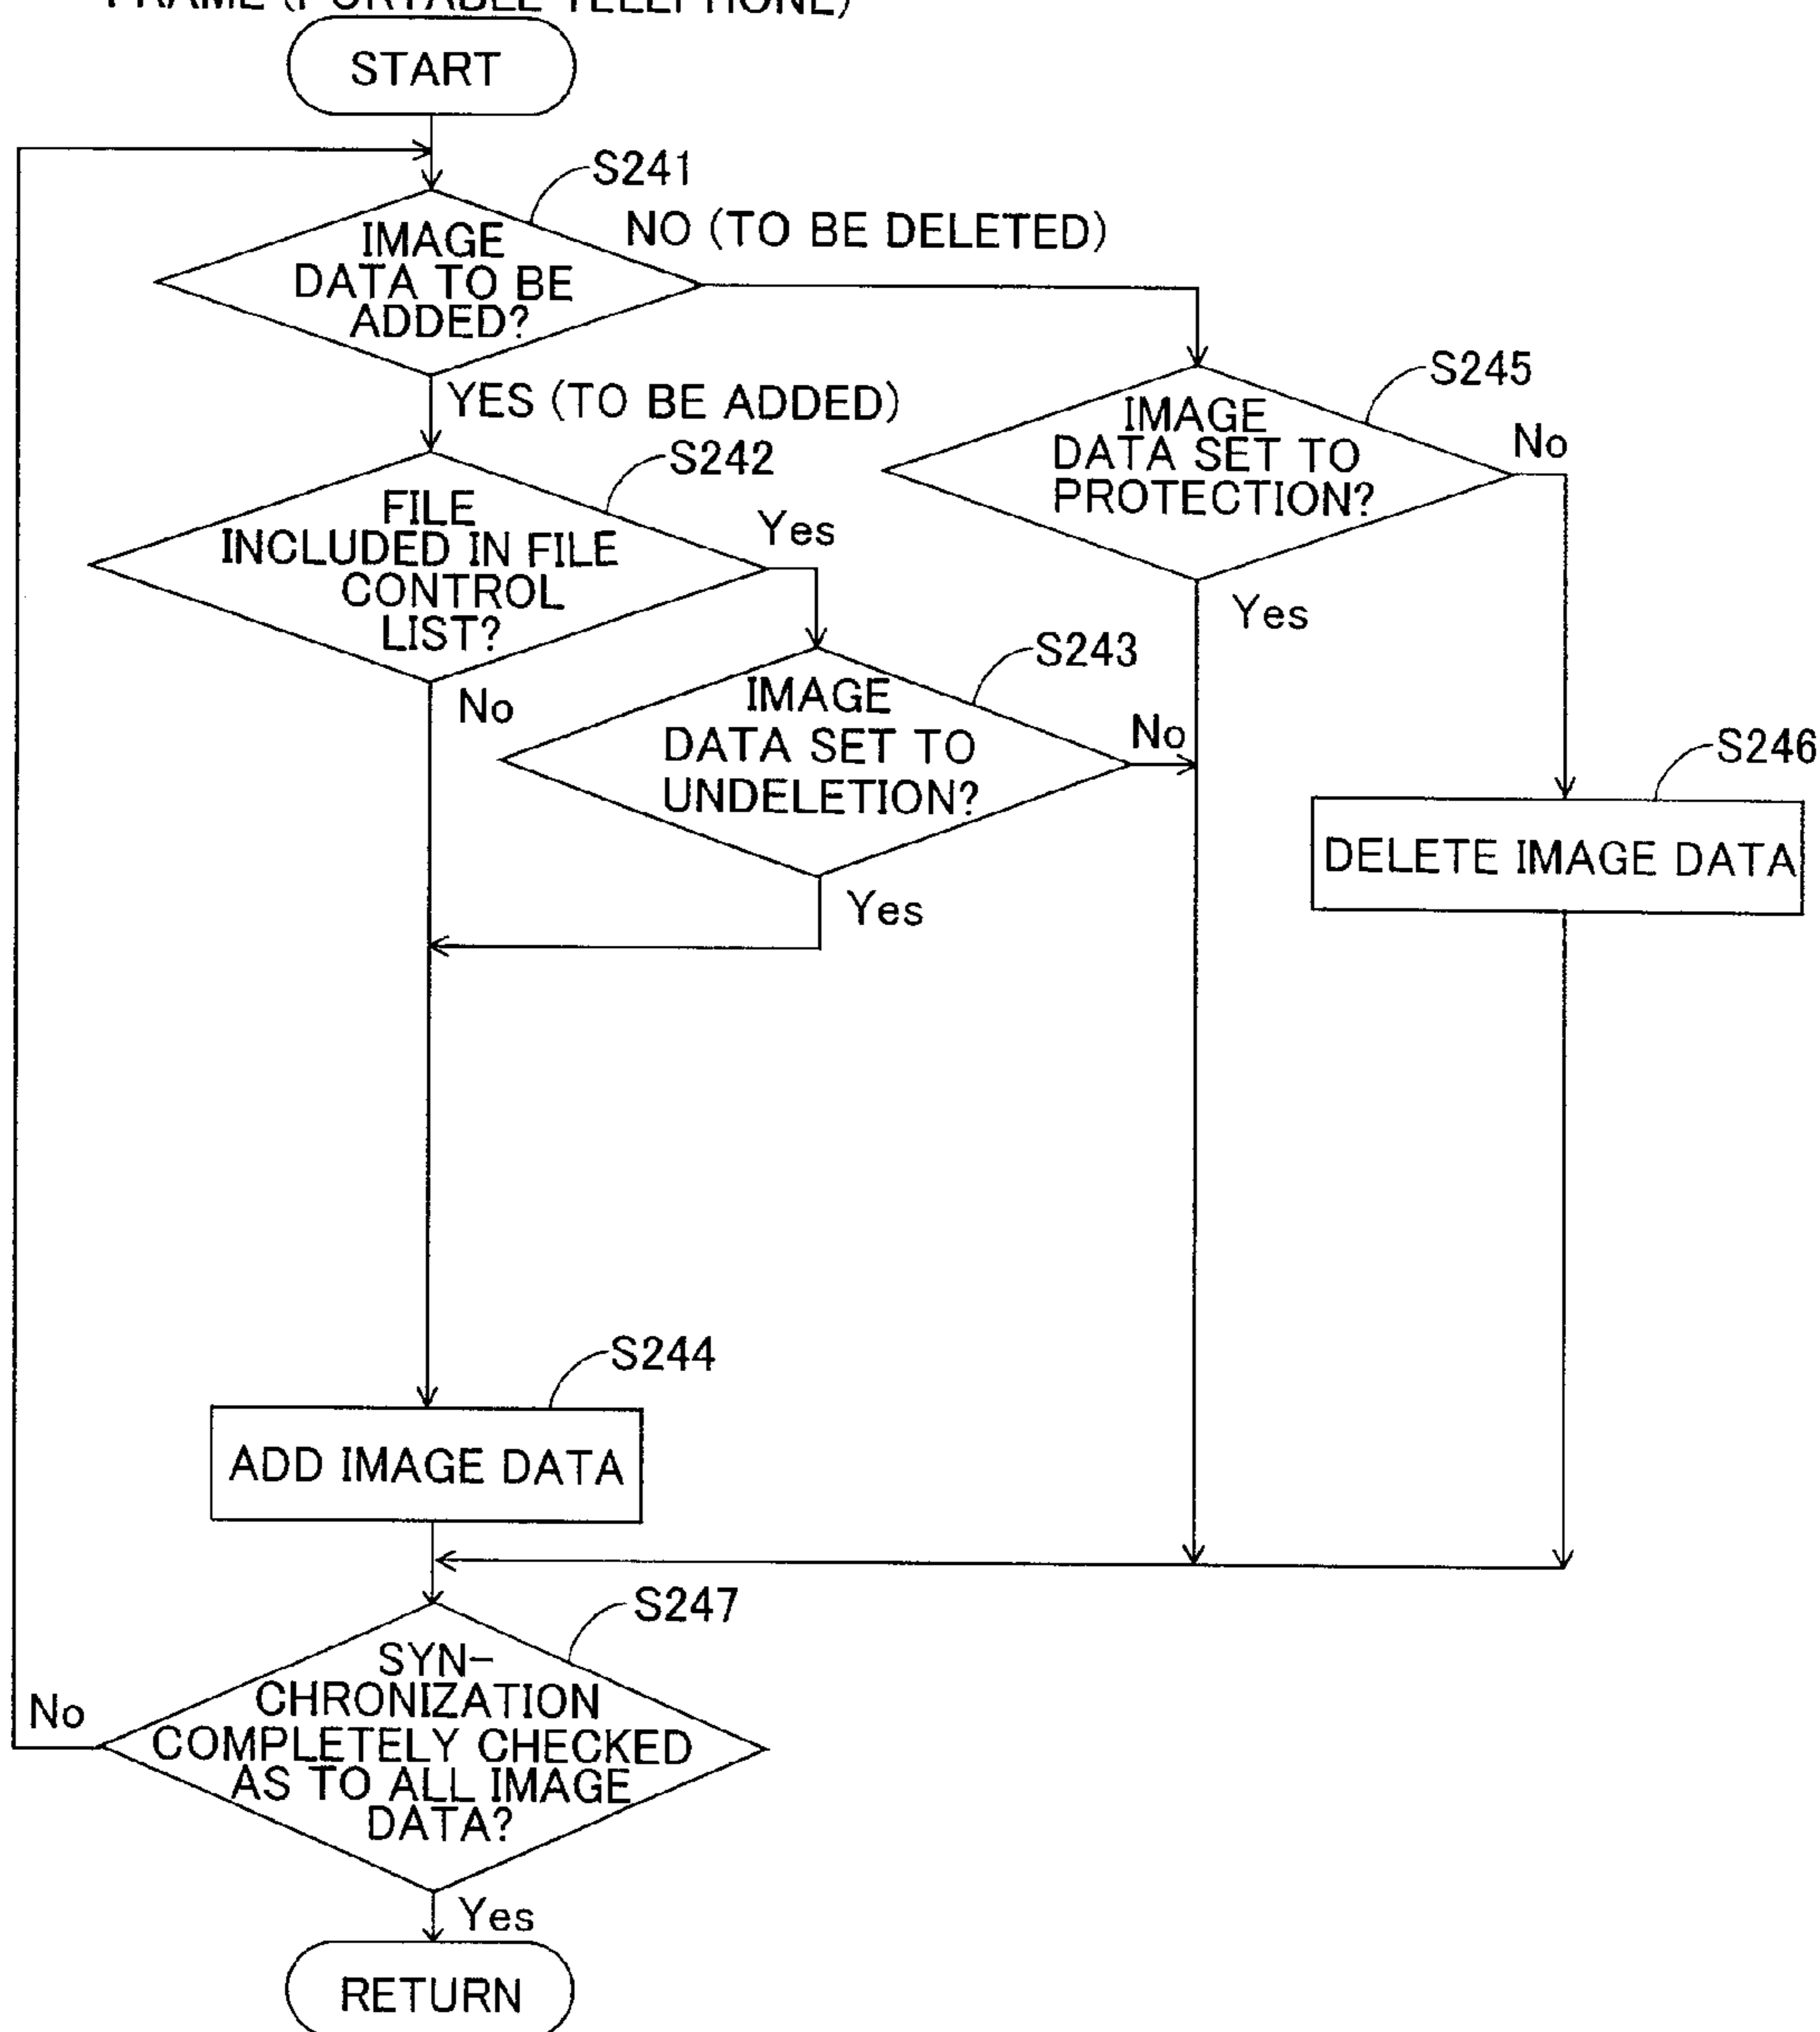 FRAME (PORTABLE TELEPHONE)
START
S241
NO (TO BE DELETED)
IMAGE
DATA TO BE
ADDED?
YES (TO BE ADDED)
S245
IMAGE
DATA SET TO
PROTECTION?
No
Yes
S242
FILE
INCLUDED IN FILE
CONTROL
LIST?
Yes
No
S243
IMAGE
DATA SET TO
UNDELETION?
No
Yes
S246
DELETE IMAGE DATA
S244
ADD IMAGE DATA
S247
SYN-
CHRONIZATION
COMPLETELY CHECKED
AS TO ALL IMAGE
DATA?
No
Yes
RETURN